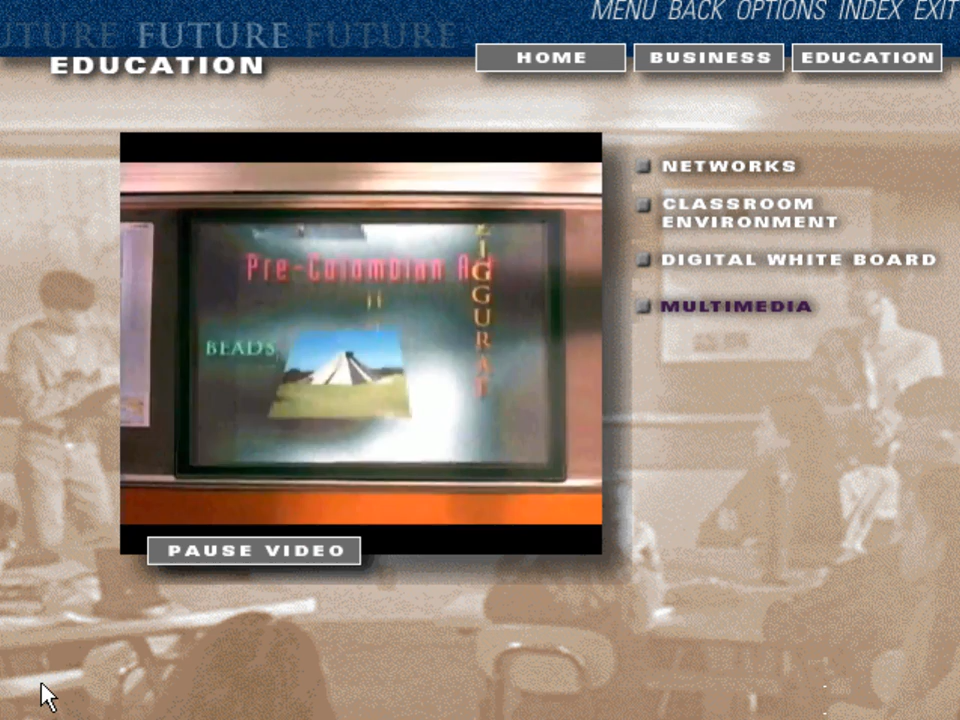 MENU BACK OPTIONS INDEX EXIT
UTURE FUTURE FUTURE
EDUCATION
HOME
BUSINESS
EDUCATION
NETWORKS
CLASSROOM
ENVIRONMENT
DIGITAL WHITE BOARD
MULTIMEDIA
Pre-Columbian Art
ZIGGURAT
BEADS
PAUSE VIDEO